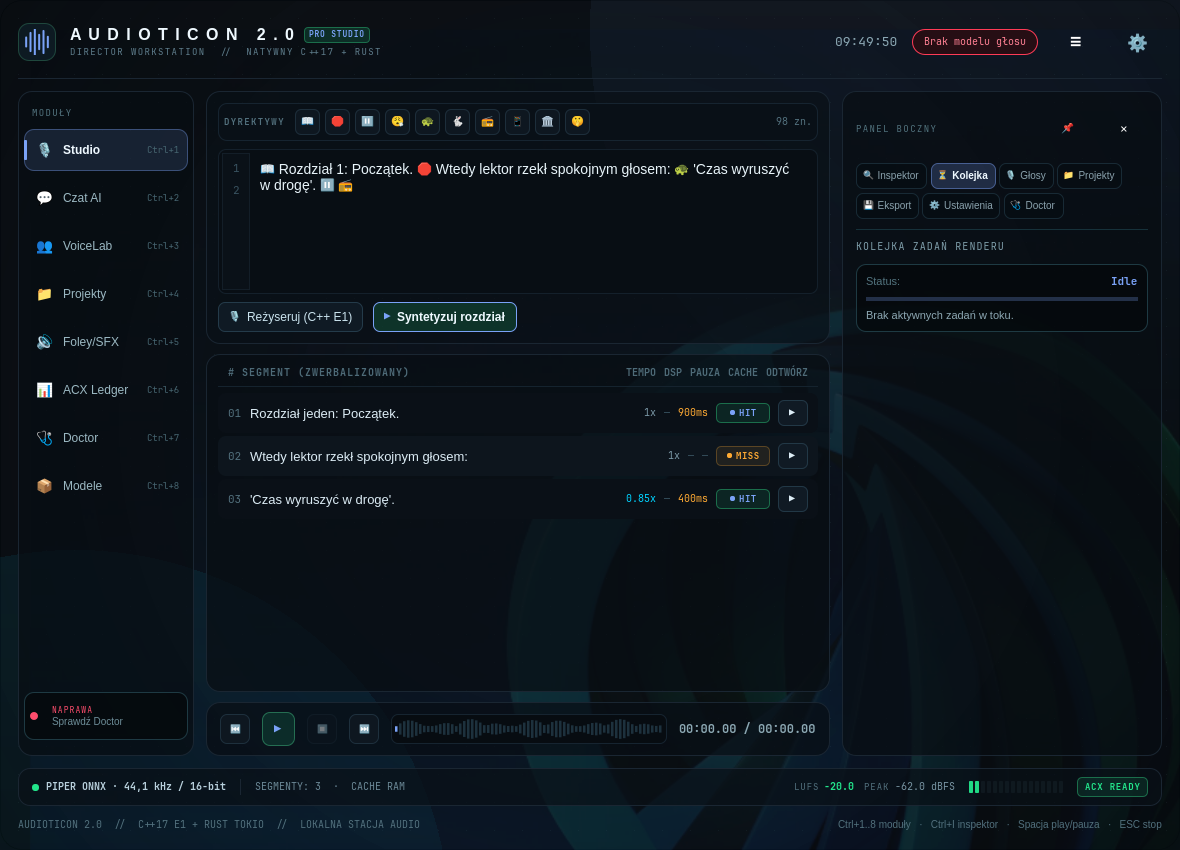 AUDIOTICON 2.0 PRO STUDIO
DIRECTOR WORKSTATION // NATYWNY C++17 + RUST
09:49:50
Brak modelu głosu
MODUŁY
Studio Ctrl+1
Czat AI Ctrl+2
VoiceLab Ctrl+3
Projekty Ctrl+4
Foley/SFX Ctrl+5
ACX Ledger Ctrl+6
Doctor Ctrl+7
Modele Ctrl+8
NAPRAWA
Sprawdź Doctor
DYREKTYWY 📖 🛑 ⏸️ 😮‍💨 🐢 🐇 📻 📱 🏛️ 🤫 98 zn.
1 📖 Rozdział 1: Początek. 🛑 Wtedy lektor rzekł spokojnym głosem: 🐢 'Czas wyruszyć
2 w drogę'. ⏸️ 📻
Reżyseruj (C++ E1)
Syntetyzuj rozdział
# SEGMENT (ZWERBALIZOWANY) TEMPO DSP PAUZA CACHE ODTWÓRZ
01 Rozdział jeden: Początek. 1x — 900ms HIT
02 Wtedy lektor rzekł spokojnym głosem: 1x — — MISS
03 'Czas wyruszyć w drogę'. 0.85x — 400ms HIT
00:00.00 / 00:00.00
PANEL BOCZNY
Inspektor Kolejka Głosy Projekty
Eksport Ustawienia Doctor
KOLEJKA ZADAŃ RENDERU
Status: Idle
Brak aktywnych zadań w toku.
PIPER ONNX · 44,1 kHz / 16-bit
SEGMENTY: 3 · CACHE RAM
LUFS -20.0 PEAK -62.0 dBFS
ACX READY
AUDIOTICON 2.0 // C++17 E1 + RUST TOKIO // LOKALNA STACJA AUDIO
Ctrl+1..8 moduły · Ctrl+I inspektor · Spacja play/pauza · ESC stop